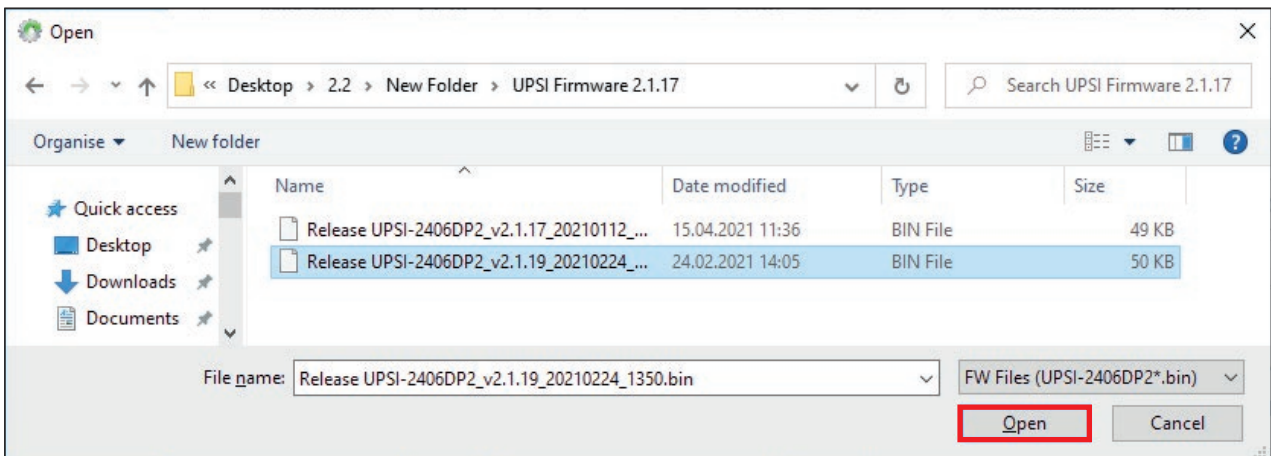 Open
« Desktop › 2.2 › New Folder › UPSI Firmware 2.1.17 Search UPSI Firmware 2.1.17
Organise New folder
Name Date modified Type Size
Quick access
Release UPSI-2406DP2_v2.1.17_20210112_... 15.04.2021 11:36 BIN File 49 KB
Desktop
Release UPSI-2406DP2_v2.1.19_20210224_... 24.02.2021 14:05 BIN File 50 KB
Downloads
Documents
File name: Release UPSI-2406DP2_v2.1.19_20210224_1350.bin FW Files (UPSI-2406DP2*.bin)
Open Cancel